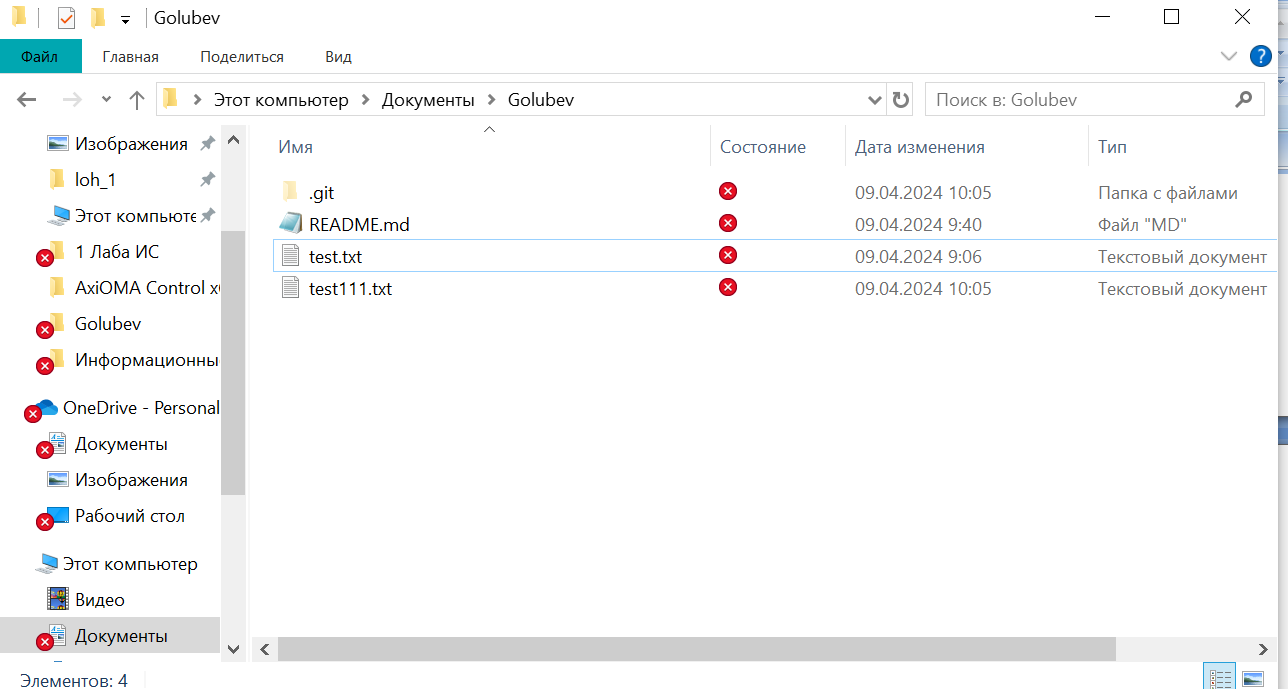 Golubev
Файл Главная Поделиться Вид
Этот компьютер Документы Golubev
Поиск в: Golubev
Изображения
loh_1
Этот компьюте
1 Лаба ИС
AxiOMA Control x
Golubev
Информационны
OneDrive - Personal
Документы
Изображения
Рабочий стол
Этот компьютер
Видео
Документы
Имя Состояние Дата изменения Тип
.git 09.04.2024 10:05 Папка с файлами
README.md 09.04.2024 9:40 Файл "MD"
test.txt 09.04.2024 9:06 Текстовый документ
test111.txt 09.04.2024 10:05 Текстовый документ
Элементов: 4